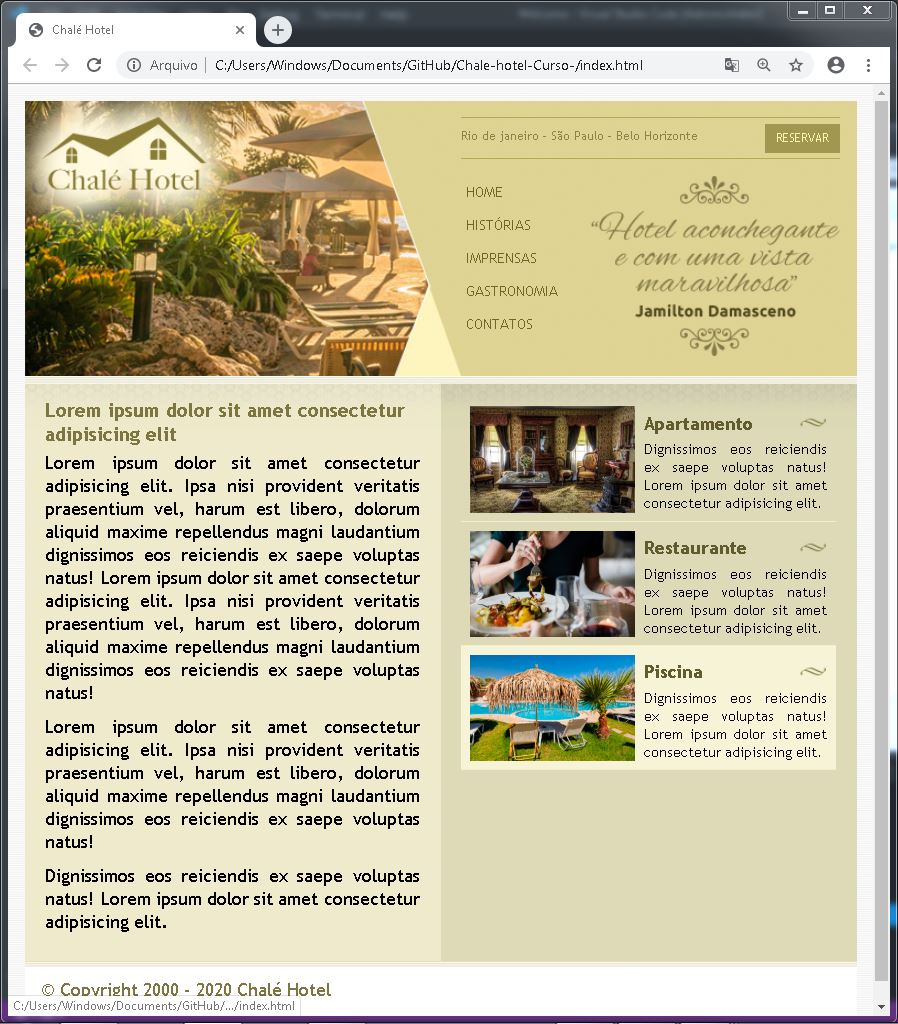 Chalé Hotel
Arquivo
C:/Users/Windows/Documents/GitHub/Chale-hotel-Curso-/index.html
Chalé Hotel
Rio de janeiro - São Paulo - Belo Horizonte
RESERVAR
HOME
HISTÓRIAS
IMPRENSAS
GASTRONOMIA
CONTATOS
“Hotel aconchegante
e com uma vista
maravilhosa”
Jamilton Damasceno
Lorem ipsum dolor sit amet consectetur
adipisicing elit
Lorem ipsum dolor sit amet consectetur
adipisicing elit. Ipsa nisi provident veritatis
praesentium vel, harum est libero, dolorum
aliquid maxime repellendus magni laudantium
dignissimos eos reiciendis ex saepe voluptas
natus! Lorem ipsum dolor sit amet consectetur
adipisicing elit. Ipsa nisi provident veritatis
praesentium vel, harum est libero, dolorum
aliquid maxime repellendus magni laudantium
dignissimos eos reiciendis ex saepe voluptas
natus!
Lorem ipsum dolor sit amet consectetur
adipisicing elit. Ipsa nisi provident veritatis
praesentium vel, harum est libero, dolorum
aliquid maxime repellendus magni laudantium
dignissimos eos reiciendis ex saepe voluptas
natus!
Dignissimos eos reiciendis ex saepe voluptas
natus! Lorem ipsum dolor sit amet consectetur
adipisicing elit.
Apartamento
Dignissimos eos reiciendis
ex saepe voluptas natus!
Lorem ipsum dolor sit amet
consectetur adipisicing elit.
Restaurante
Dignissimos eos reiciendis
ex saepe voluptas natus!
Lorem ipsum dolor sit amet
consectetur adipisicing elit.
Piscina
Dignissimos eos reiciendis
ex saepe voluptas natus!
Lorem ipsum dolor sit amet
consectetur adipisicing elit.
© Copyright 2000 - 2020 Chalé Hotel
C:/Users/Windows/Documents/GitHub/.../index.html